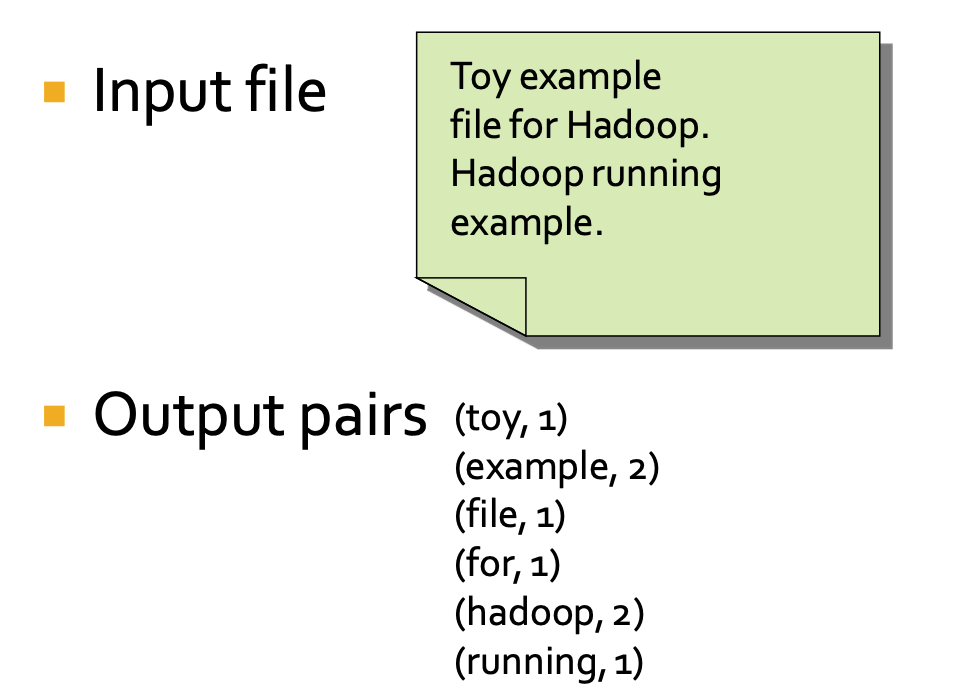 Input file
Toy example
file for Hadoop.
Hadoop running
example.
Output pairs
(toy, 1)
(example, 2)
(file, 1)
(for, 1)
(hadoop, 2)
(running, 1)